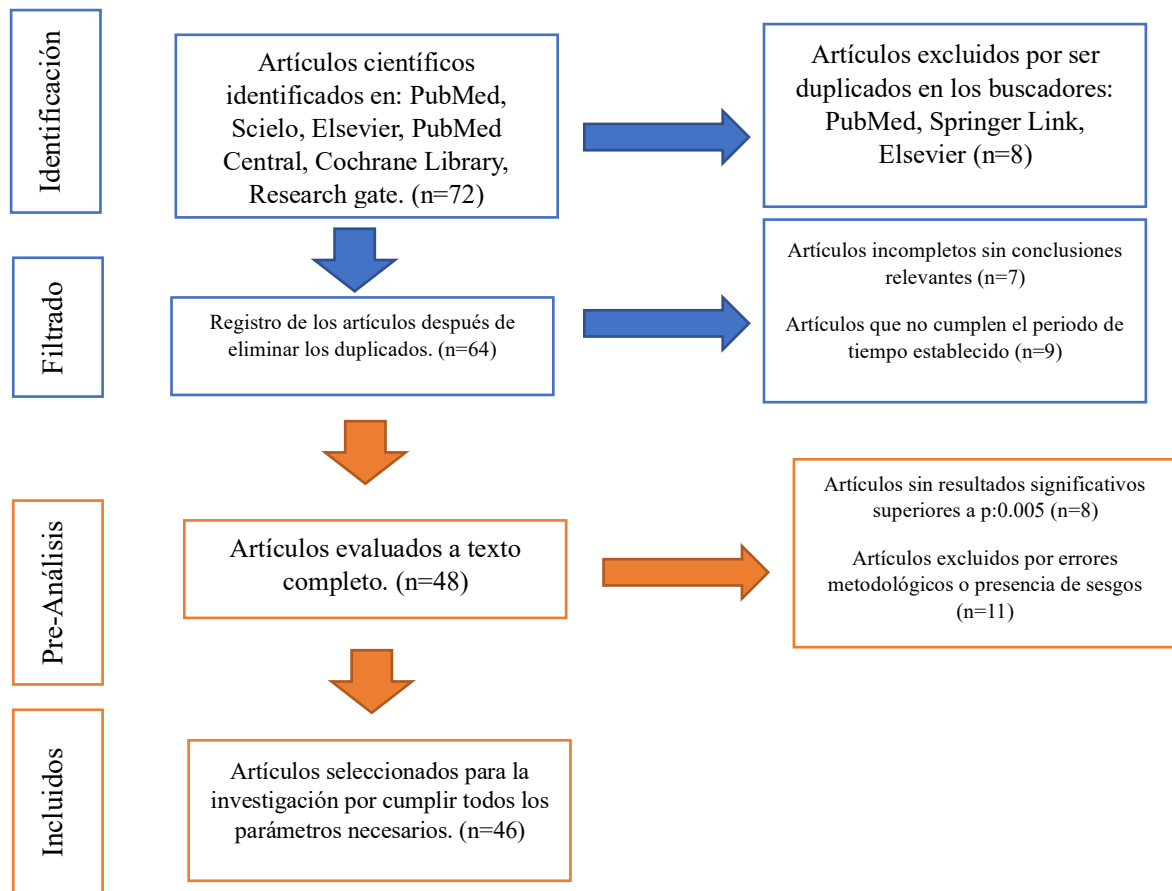 Identificación
Artículos científicos
identificados en: PubMed,
Scielo, Elsevier, PubMed
Central, Cochrane Library,
Research gate. (n=72)
Artículos excluidos por ser
duplicados en los buscadores:
PubMed, Springer Link,
Elsevier (n=8)
Filtrado
Registro de los artículos después de
eliminar los duplicados. (n=64)
Artículos incompletos sin conclusiones
relevantes (n=7)
Artículos que no cumplen el periodo de
tiempo establecido (n=9)
Pre-Análisis
Artículos evaluados a texto
completo. (n=48)
Artículos sin resultados significativos
superiores a p:0.005 (n=8)
Artículos excluidos por errores
metodológicos o presencia de sesgos
(n=11)
Incluidos
Artículos seleccionados para la
investigación por cumplir todos los
parámetros necesarios. (n=46)